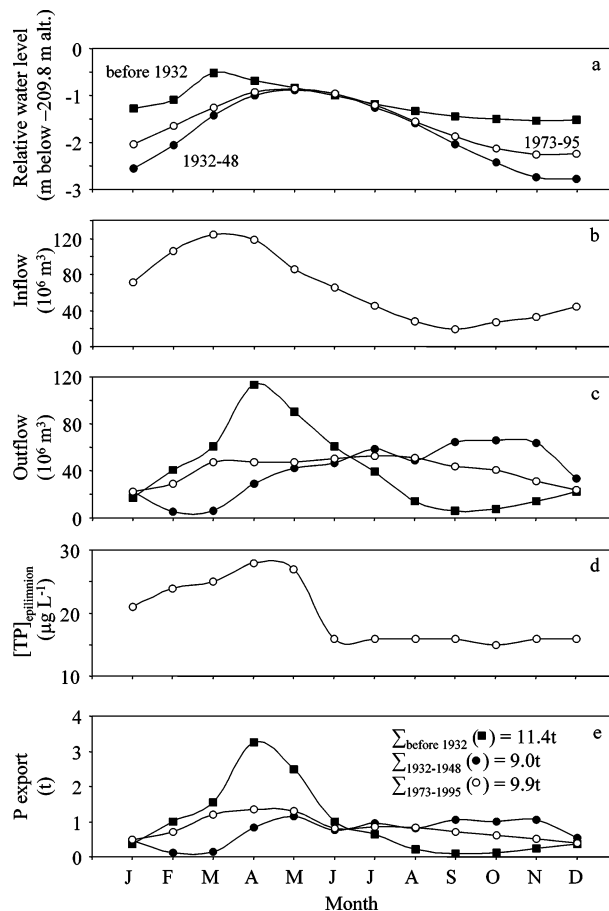 0
-1
-2
-3
Relative water level
(m below −209.8 m alt.)
a
before 1932
1973-95
1932-48
120
80
40
0
Inflow
(10⁶ m³)
b
120
80
40
0
Outflow
(10⁶ m³)
c
30
20
10
[TP]epilimnion
(μg L⁻¹)
d
4
3
2
1
0
P export
(t)
e
∑before 1932 (■) = 11.4t
∑1932-1948 (●) = 9.0t
∑1973-1995 (○) = 9.9t
J F M A M J J A S O N D
Month